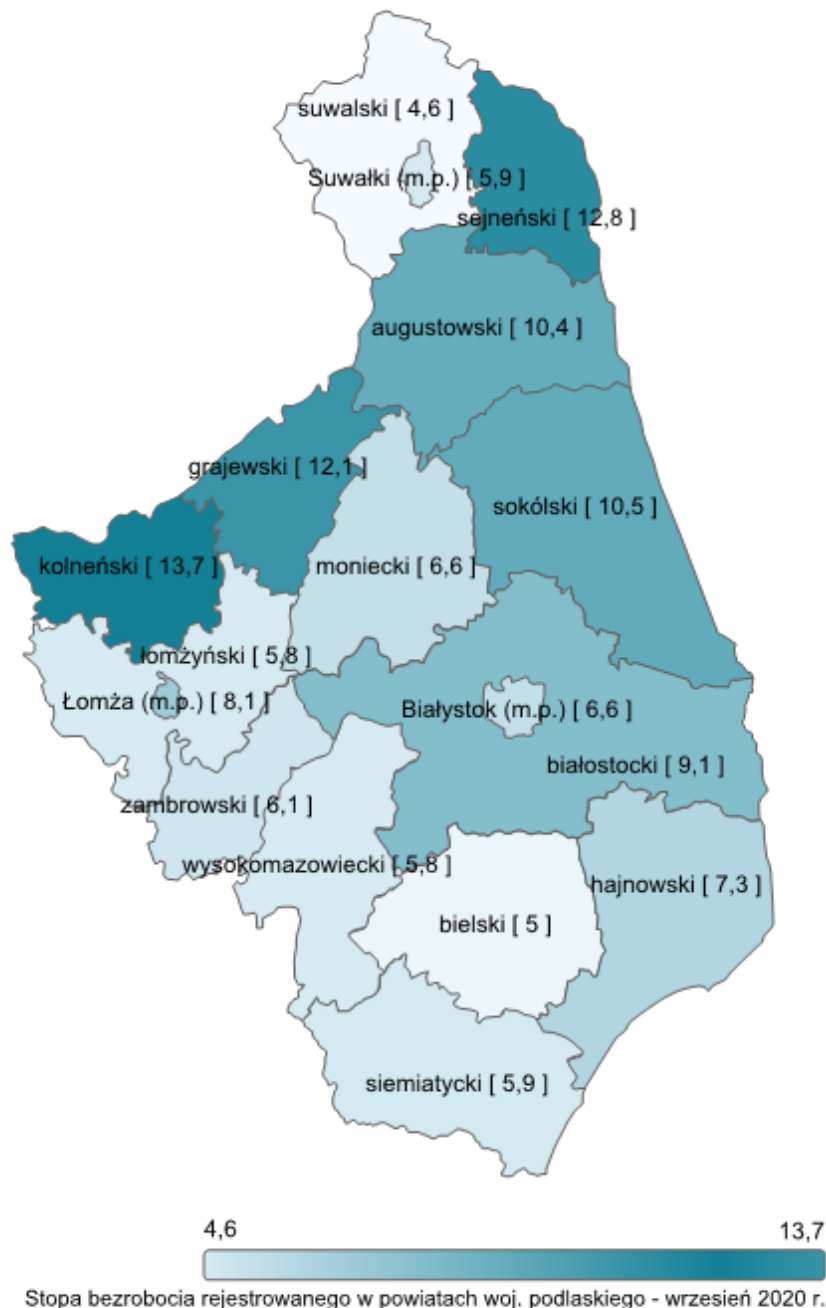 suwalski [ 4,6 ]
Suwałki (m.p.) [ 5,9 ]
sejneński [ 12,8 ]
augustowski [ 10,4 ]
grajewski [ 12,1 ]
sokólski [ 10,5 ]
kolneński [ 13,7 ]
moniecki [ 6,6 ]
łomżyński [ 5,8 ]
Łomża (m.p.) [ 8,1 ]
Białystok (m.p.) [ 6,6 ]
białostocki [ 9,1 ]
zambrowski [ 6,1 ]
wysokomazowiecki [ 5,8 ]
hajnowski [ 7,3 ]
bielski [ 5 ]
siemiatycki [ 5,9 ]
4,6
13,7
Stopa bezrobocia rejestrowanego w powiatach woj. podlaskiego - wrzesień 2020 r.